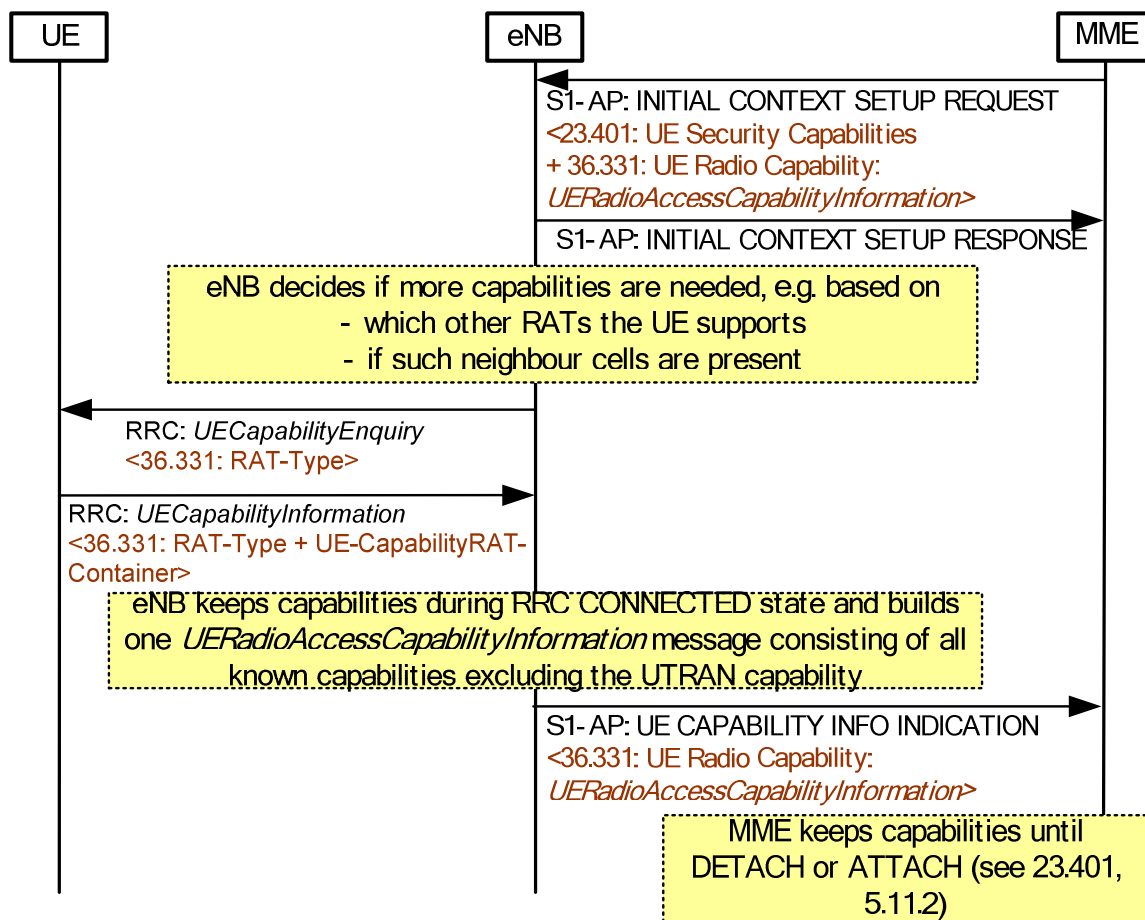 UE
eNB
MME
S1-AP: INITIAL CONTEXT SETUP REQUEST
<23.401: UE Security Capabilities
+ 36.331: UE Radio Capability:
UERadioAccessCapabilityInformation>
S1-AP: INITIAL CONTEXT SETUP RESPONSE
eNB decides if more capabilities are needed, e.g. based on
- which other RATs the UE supports
- if such neighbour cells are present
RRC: UECapabilityEnquiry
<36.331: RAT-Type>
RRC: UECapabilityInformation
<36.331: RAT-Type + UE-CapabilityRAT-
Container>
eNB keeps capabilities during RRC CONNECTED state and builds
one UERadioAccessCapabilityInformation message consisting of all
known capabilities excluding the UTRAN capability
S1-AP: UE CAPABILITY INFO INDICATION
<36.331: UE Radio Capability:
UERadioAccessCapabilityInformation>
MME keeps capabilities until
DETACH or ATTACH (see 23.401,
5.11.2)